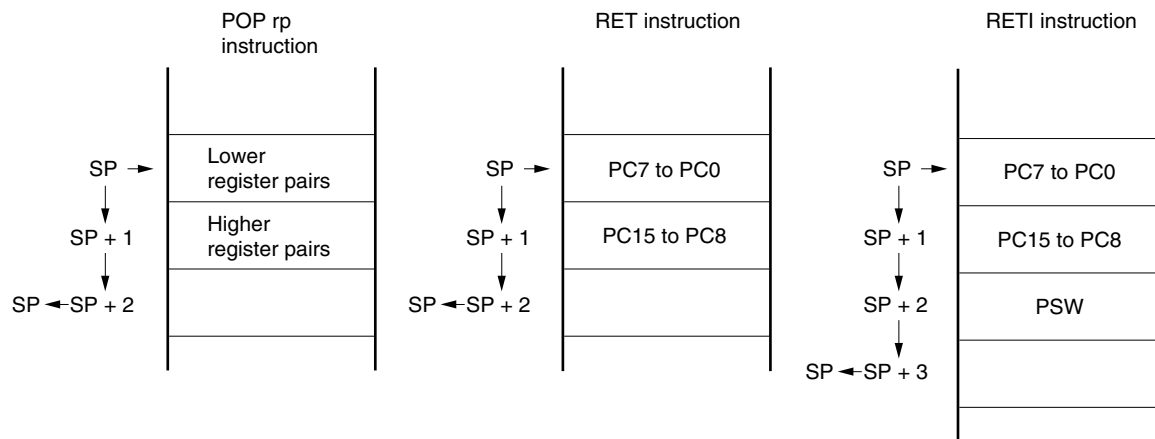 POP rp
instruction
SP
Lower
register pairs
SP + 1
Higher
register pairs
SP
SP + 2
RET instruction
SP
PC7 to PC0
SP + 1
PC15 to PC8
SP
SP + 2
RETI instruction
SP
PC7 to PC0
SP + 1
PC15 to PC8
SP + 2
PSW
SP
SP + 3